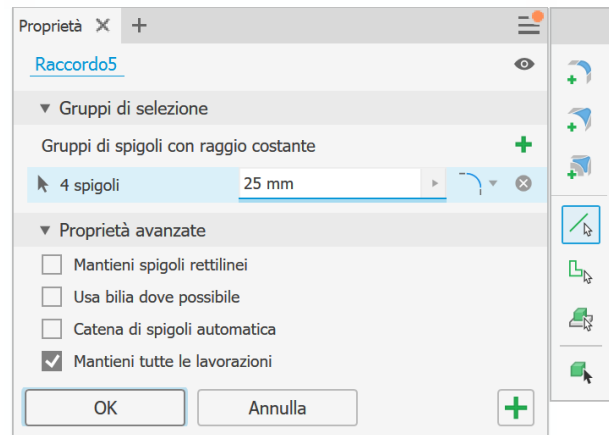 Proprietà
Raccordo5
Gruppi di selezione
Gruppi di spigoli con raggio costante
4 spigoli 25 mm
Proprietà avanzate
Mantieni spigoli rettilinei
Usa bilia dove possibile
Catena di spigoli automatica
Mantieni tutte le lavorazioni
OK Annulla